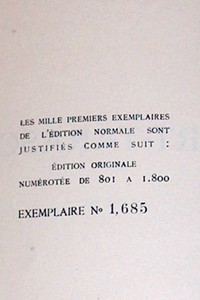 LES MILLE PREMIERS EXEMPLAIRES
DE L'ÉDITION NORMALE SONT
JUSTIFIÉS COMME SUIT :
ÉDITION ORIGINALE
NUMÉROTÉE DE 801 A 1.800
EXEMPLAIRE No 1,685